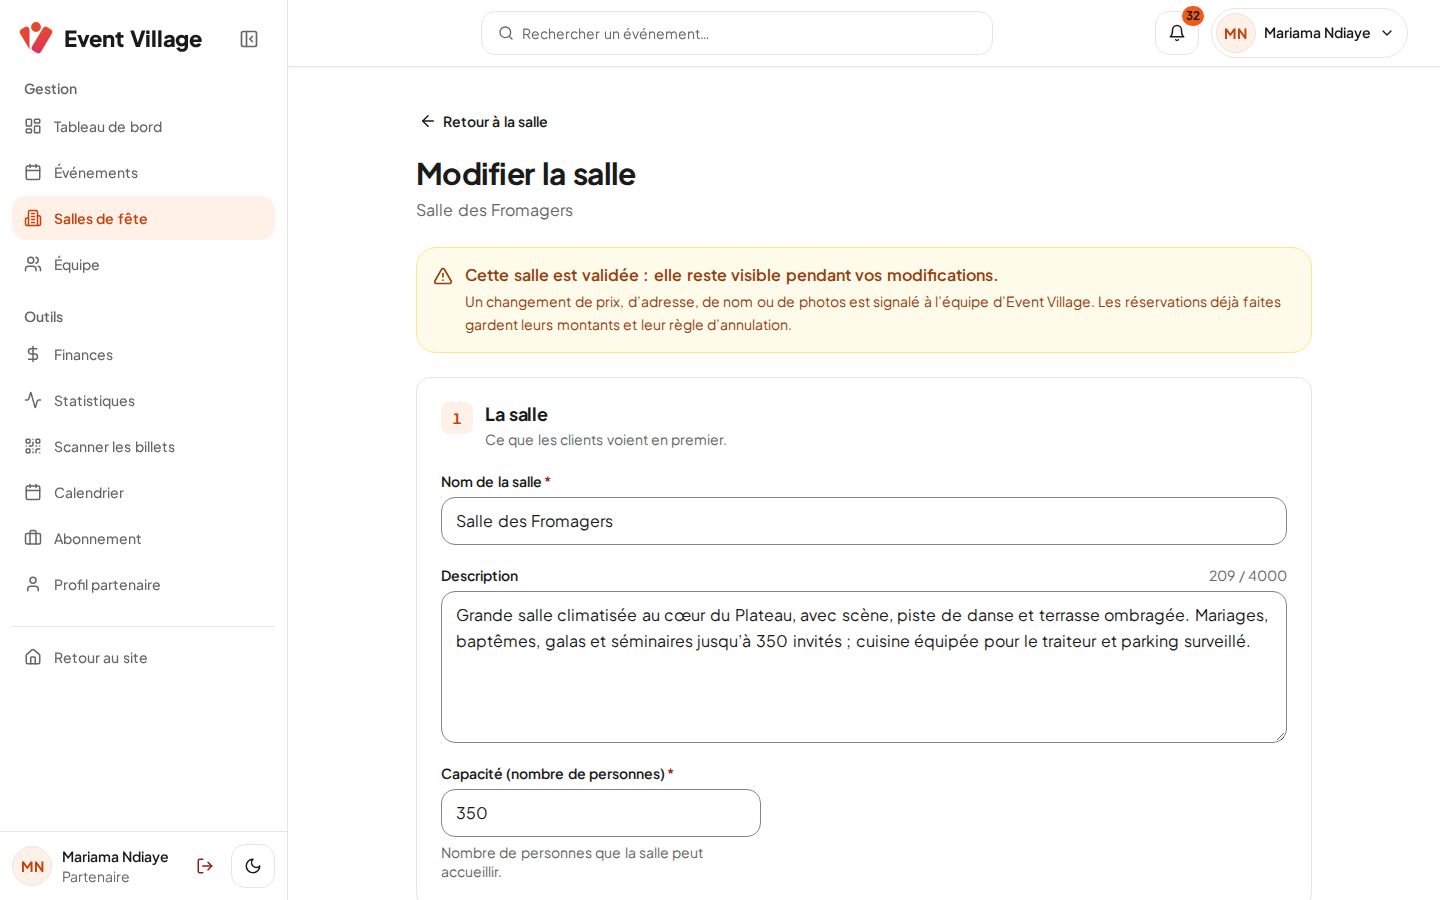 Event Village
Gestion
Tableau de bord
Événements
Salles de fête
Équipe
Outils
Finances
Statistiques
Scanner les billets
Calendrier
Abonnement
Profil partenaire
Retour au site
MN
Mariama Ndiaye
Partenaire
Rechercher un événement…
32
MN
Mariama Ndiaye
Retour à la salle
Modifier la salle
Salle des Fromagers
Cette salle est validée : elle reste visible pendant vos modifications.
Un changement de prix, d’adresse, de nom ou de photos est signalé à l’équipe d’Event Village. Les réservations déjà faites
gardent leurs montants et leur règle d’annulation.
1
La salle
Ce que les clients voient en premier.
Nom de la salle *
Salle des Fromagers
Description
209 / 4000
Grande salle climatisée au cœur du Plateau, avec scène, piste de danse et terrasse ombragée. Mariages,
baptêmes, galas et séminaires jusqu’à 350 invités ; cuisine équipée pour le traiteur et parking surveillé.
Capacité (nombre de personnes) *
350
Nombre de personnes que la salle peut
accueillir.